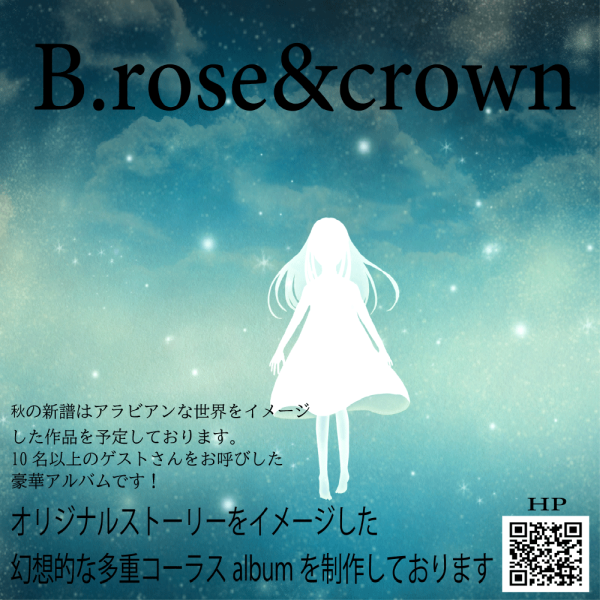 B.rose&crown
秋の新譜はアラビアンな世界をイメージ
した作品を予定しております。
10名以上のゲストさんをお呼びした
豪華アルバムです！
オリジナルストーリーをイメージした
幻想的な多重コーラスalbumを制作しております
HP